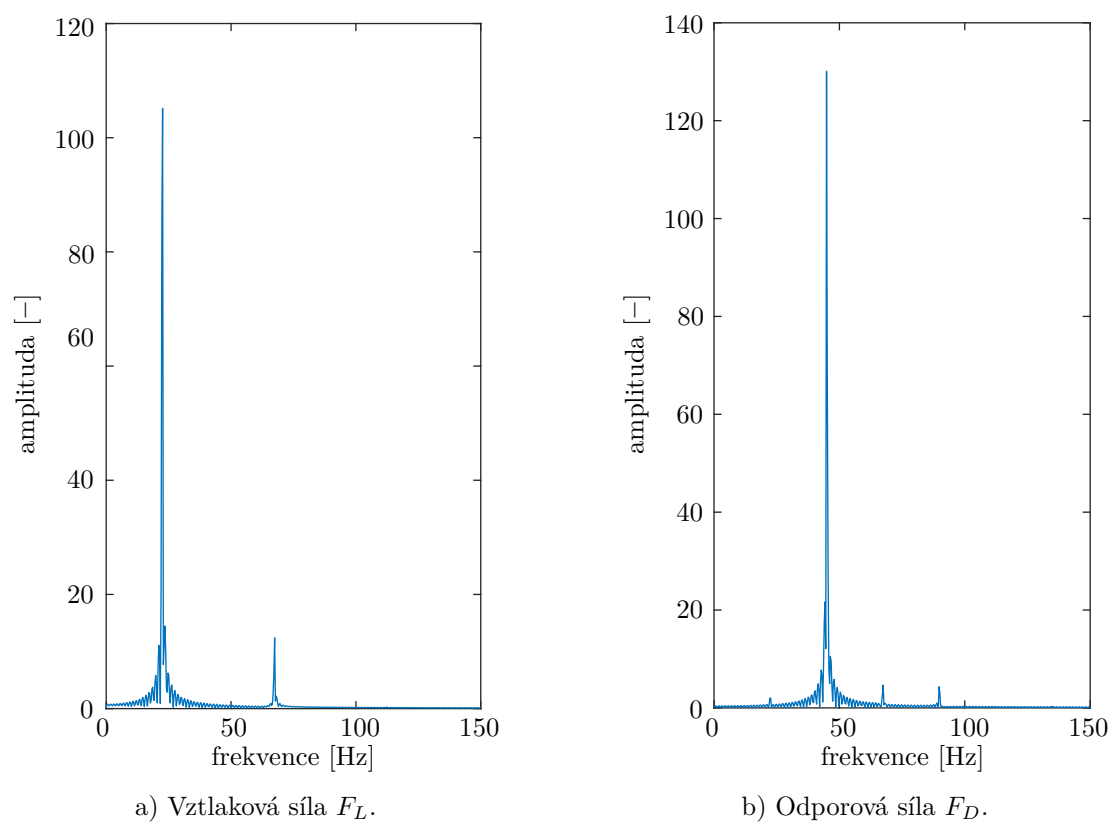 120
100
80
60
40
20
0
0 50 100 150
amplituda [−]
frekvence [Hz]
a) Vztlaková síla F_L.
140
120
100
80
60
40
20
0
0 50 100 150
amplituda [−]
frekvence [Hz]
b) Odporová síla F_D.